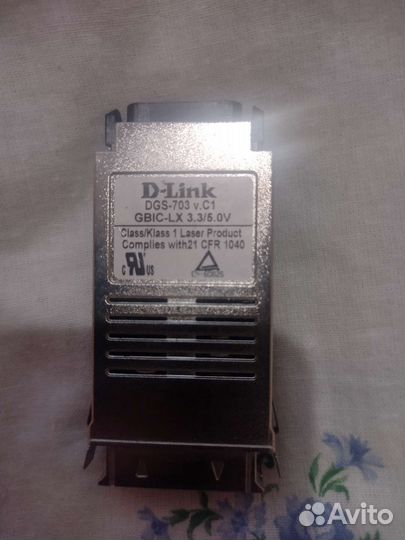 D-Link
DGS-703 v.C1
GBIC-LX 3.3/5.0V
Class/Klass 1 Laser Product
Complies with21 CFR 1040
C US
Avito